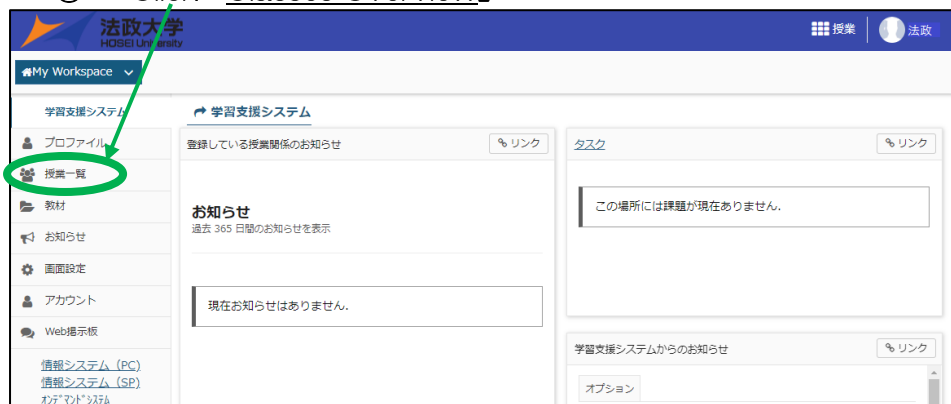 法政大学
HOSEI University
授業
法政
My Workspace
学習支援システム
プロファイル
授業一覧
教材
お知らせ
画面設定
アカウント
Web掲示板
情報システム（PC）
情報システム（SP）
ｵﾝﾃﾞﾏﾝﾄﾞｼｽﾃﾑ
学習支援システム
登録している授業関係のお知らせ
リンク
お知らせ
過去 365 日間のお知らせを表示
現在お知らせはありません.
タスク
リンク
この場所には課題が現在ありません.
学習支援システムからのお知らせ
リンク
オプション